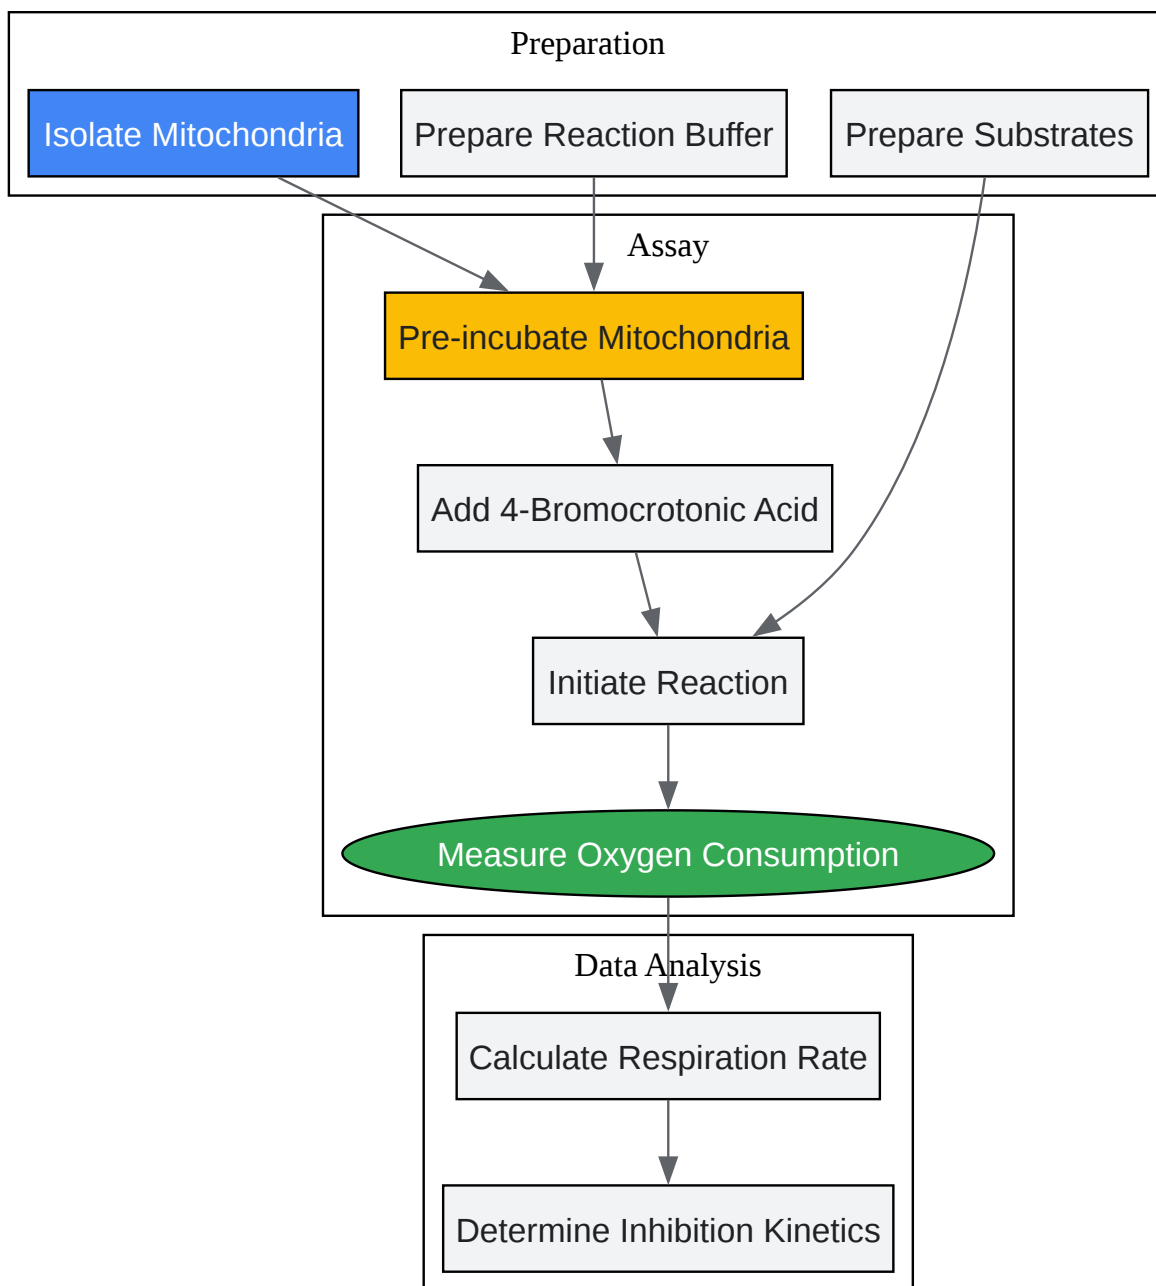 Preparation
Isolate Mitochondria
Prepare Reaction Buffer
Prepare Substrates
Assay
Pre-incubate Mitochondria
Add 4-Bromocrotonic Acid
Initiate Reaction
Measure Oxygen Consumption
Data Analysis
Calculate Respiration Rate
Determine Inhibition Kinetics